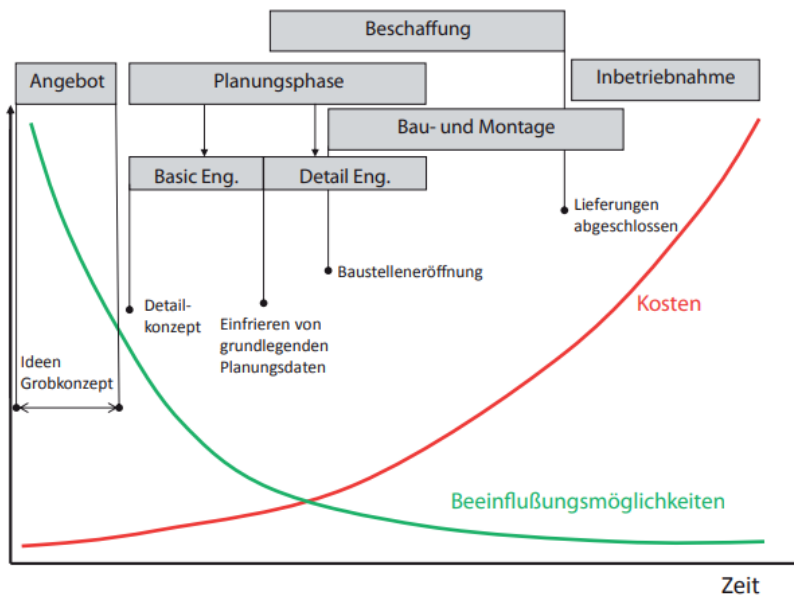 Beschaffung
Angebot
Planungsphase
Inbetriebnahme
Bau- und Montage
Basic Eng.
Detail Eng.
Lieferungen
abgeschlossen
Baustelleneröffnung
Detail-
konzept
Einfrieren von
grundlegenden
Planungsdaten
Kosten
Ideen
Grobkonzept
Beeinflußungsmöglichkeiten
Zeit